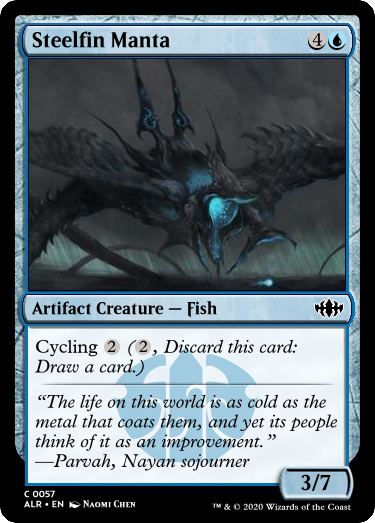 Steelfin Manta 4
Artifact Creature — Fish
Cycling 2 (2, Discard this card:
Draw a card.)
“The life on this world is as cold as the
metal that coats them, and yet its people
think of it as an improvement.”
—Parvah, Nayan sojourner
3/7
C 0057
ALR • EN Naomi Chen
™ & © 2020 Wizards of the Coast